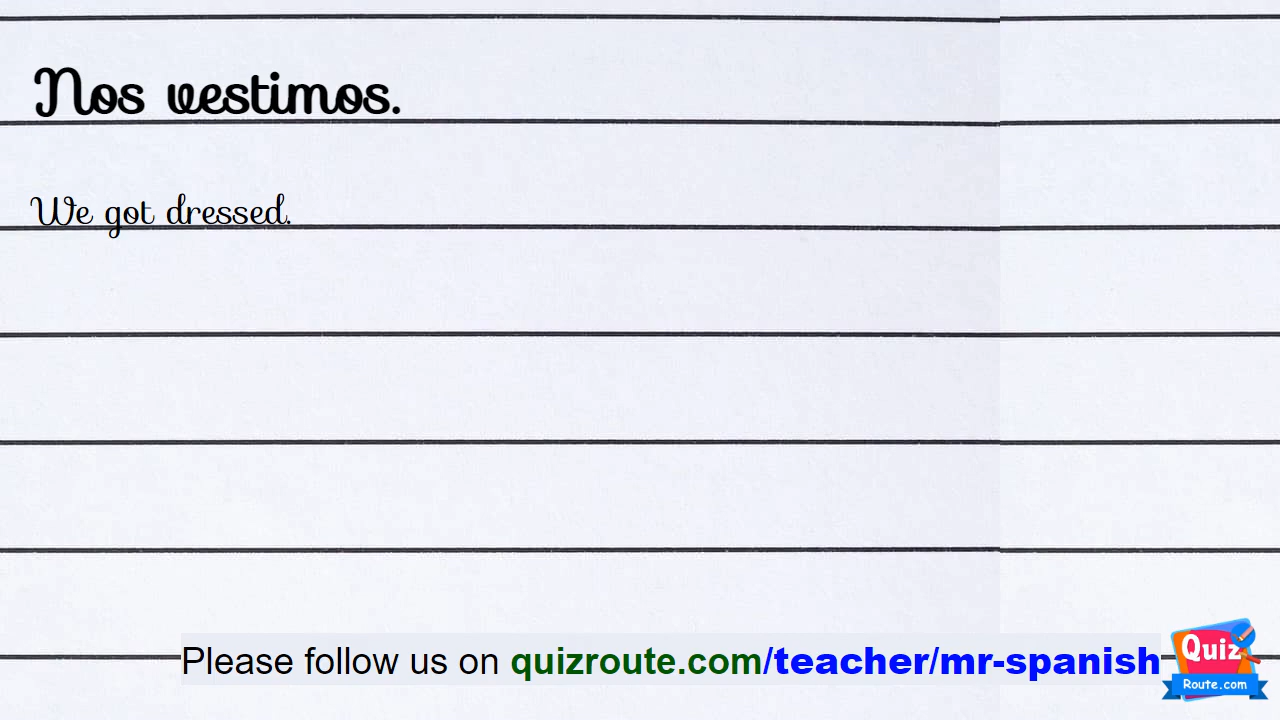 Nos vestimos.
We got dressed.
Please follow us on quizroute.com/teacher/mr-spanish
Quiz
Route.com